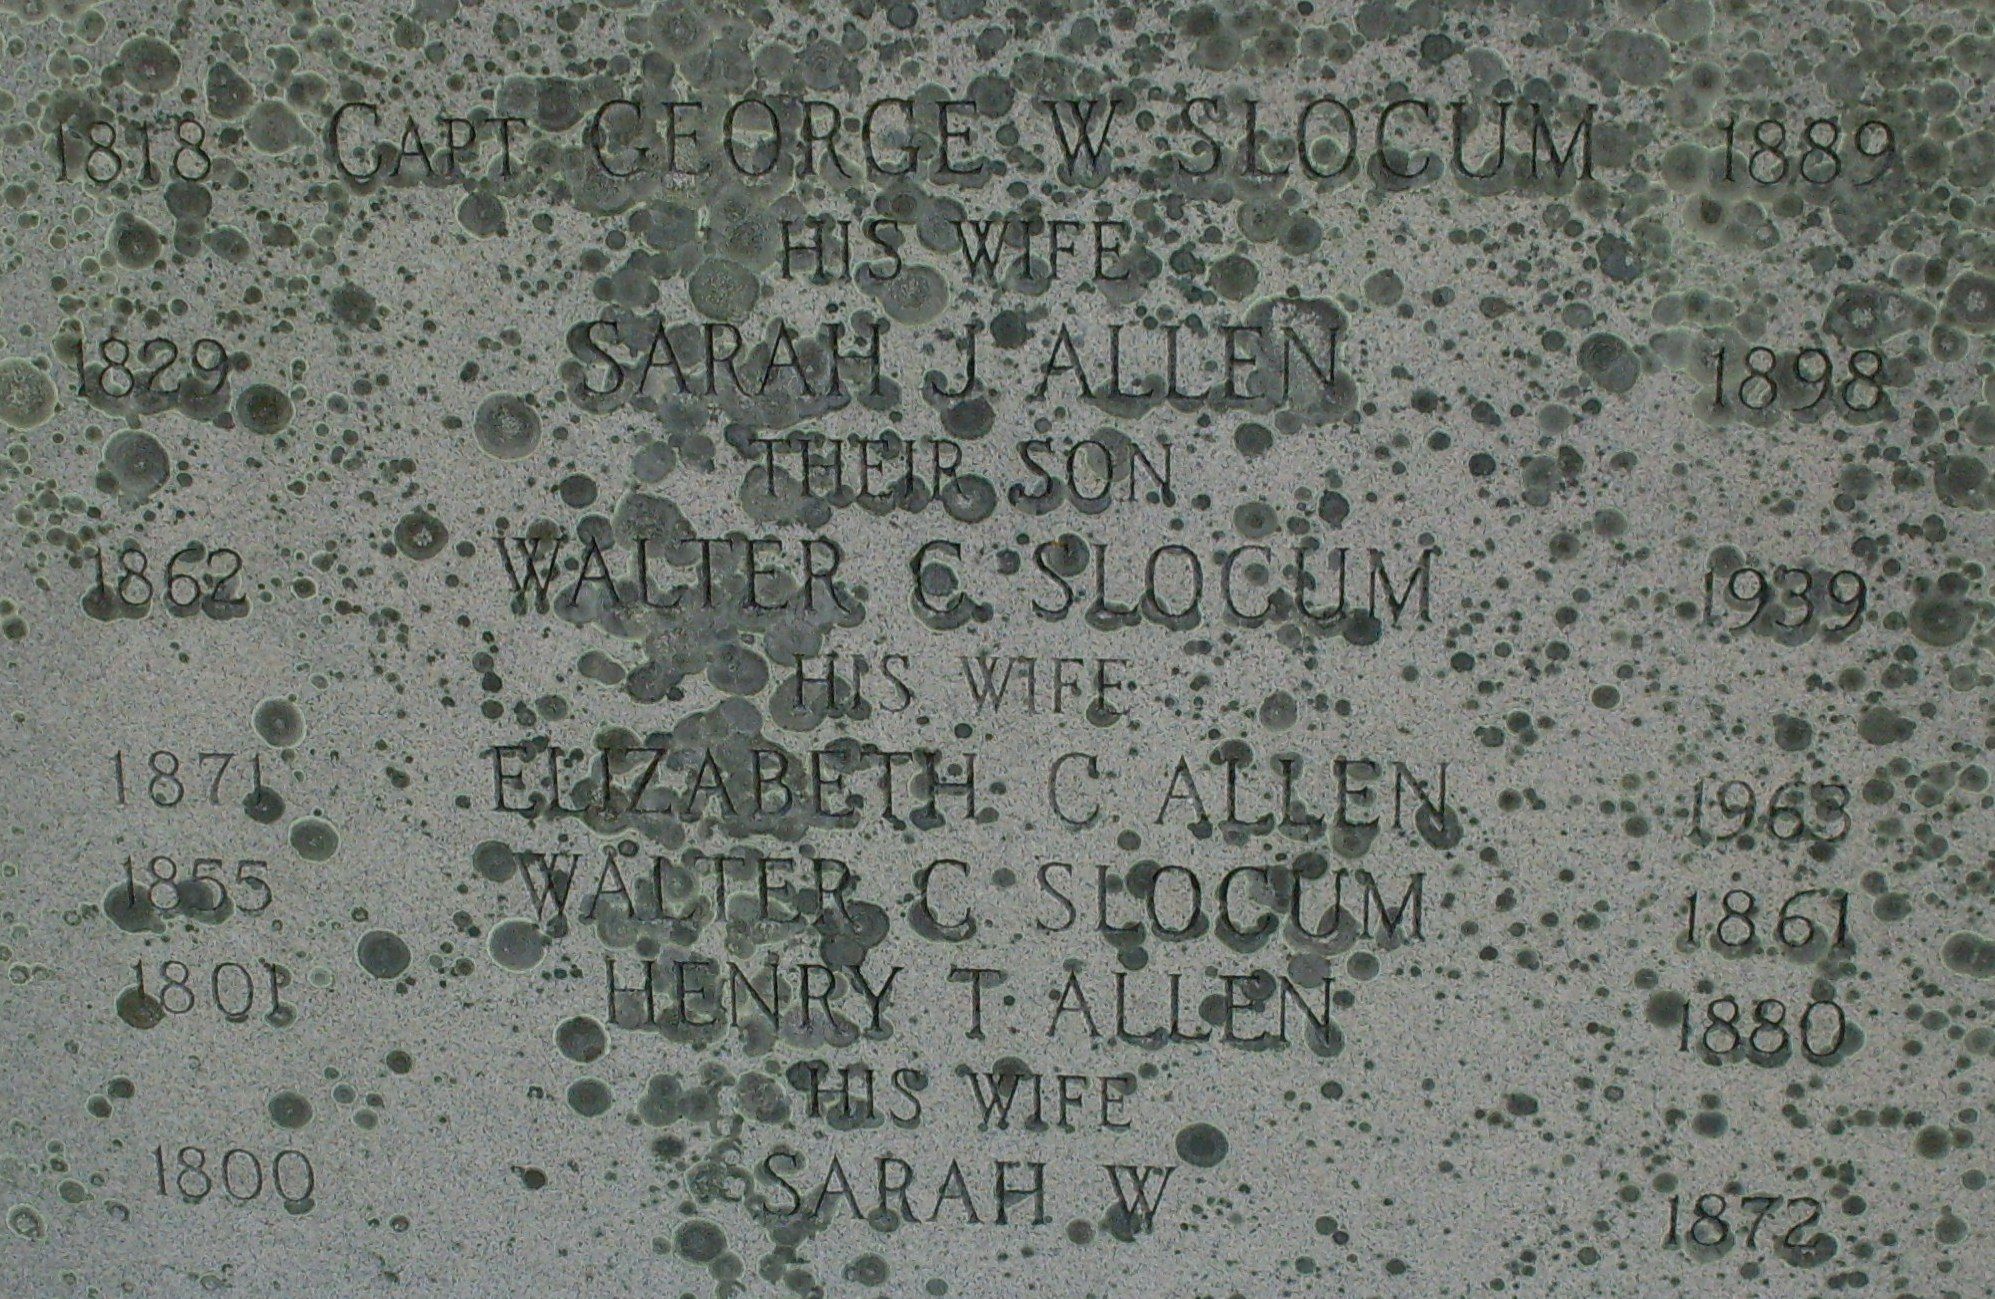 1818 CAPT GEORGE W SLOCUM 1889
HIS WIFE
1829 SARAH J ALLEN 1898
THEIR SON
1862 WALTER C SLOCUM 1939
HIS WIFE
1871 ELIZABETH C ALLEN 1963
1855 WALTER C SLOCUM 1861
1801 HENRY T ALLEN 1880
HIS WIFE
1800 SARAH W 1872